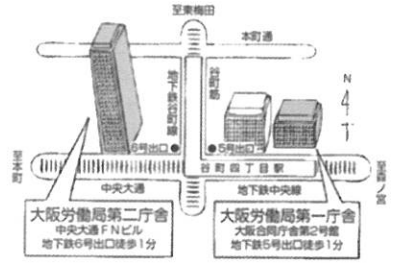 至東梅田
本町通
地下鉄谷町線
谷町筋
N
6号出口
5号出口
至本町
谷町四丁目駅
至森ノ宮
中央大通
地下鉄中央線
大阪労働局第二庁舎
中央大通FNビル
地下鉄6号出口徒歩1分
大阪労働局第一庁舎
大阪合同庁舎第2号館
地下鉄5号出口徒歩1分